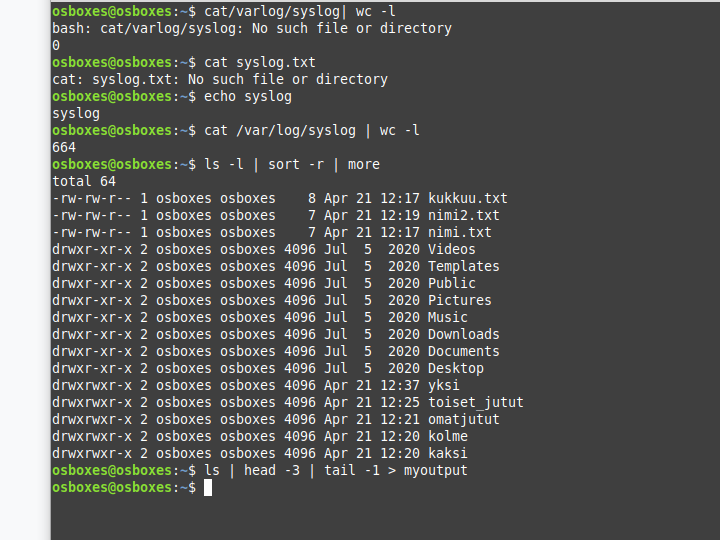 osboxes@osboxes:~$ cat/varlog/syslog| wc -l
bash: cat/varlog/syslog: No such file or directory
0
osboxes@osboxes:~$ cat syslog.txt
cat: syslog.txt: No such file or directory
osboxes@osboxes:~$ echo syslog
syslog
osboxes@osboxes:~$ cat /var/log/syslog | wc -l
664
osboxes@osboxes:~$ ls -l | sort -r | more
total 64
-rw-rw-r-- 1 osboxes osboxes    8 Apr 21 12:17 kukkuu.txt
-rw-rw-r-- 1 osboxes osboxes    7 Apr 21 12:19 nimi2.txt
-rw-rw-r-- 1 osboxes osboxes    7 Apr 21 12:17 nimi.txt
drwxr-xr-x 2 osboxes osboxes 4096 Jul  5  2020 Videos
drwxr-xr-x 2 osboxes osboxes 4096 Jul  5  2020 Templates
drwxr-xr-x 2 osboxes osboxes 4096 Jul  5  2020 Public
drwxr-xr-x 2 osboxes osboxes 4096 Jul  5  2020 Pictures
drwxr-xr-x 2 osboxes osboxes 4096 Jul  5  2020 Music
drwxr-xr-x 2 osboxes osboxes 4096 Jul  5  2020 Downloads
drwxr-xr-x 2 osboxes osboxes 4096 Jul  5  2020 Documents
drwxr-xr-x 2 osboxes osboxes 4096 Jul  5  2020 Desktop
drwxrwxr-x 2 osboxes osboxes 4096 Apr 21 12:37 yksi
drwxrwxr-x 2 osboxes osboxes 4096 Apr 21 12:25 toiset_jutut
drwxrwxr-x 2 osboxes osboxes 4096 Apr 21 12:21 omatjutut
drwxrwxr-x 2 osboxes osboxes 4096 Apr 21 12:20 kolme
drwxrwxr-x 2 osboxes osboxes 4096 Apr 21 12:20 kaksi
osboxes@osboxes:~$ ls | head -3 | tail -1 > myoutput
osboxes@osboxes:~$